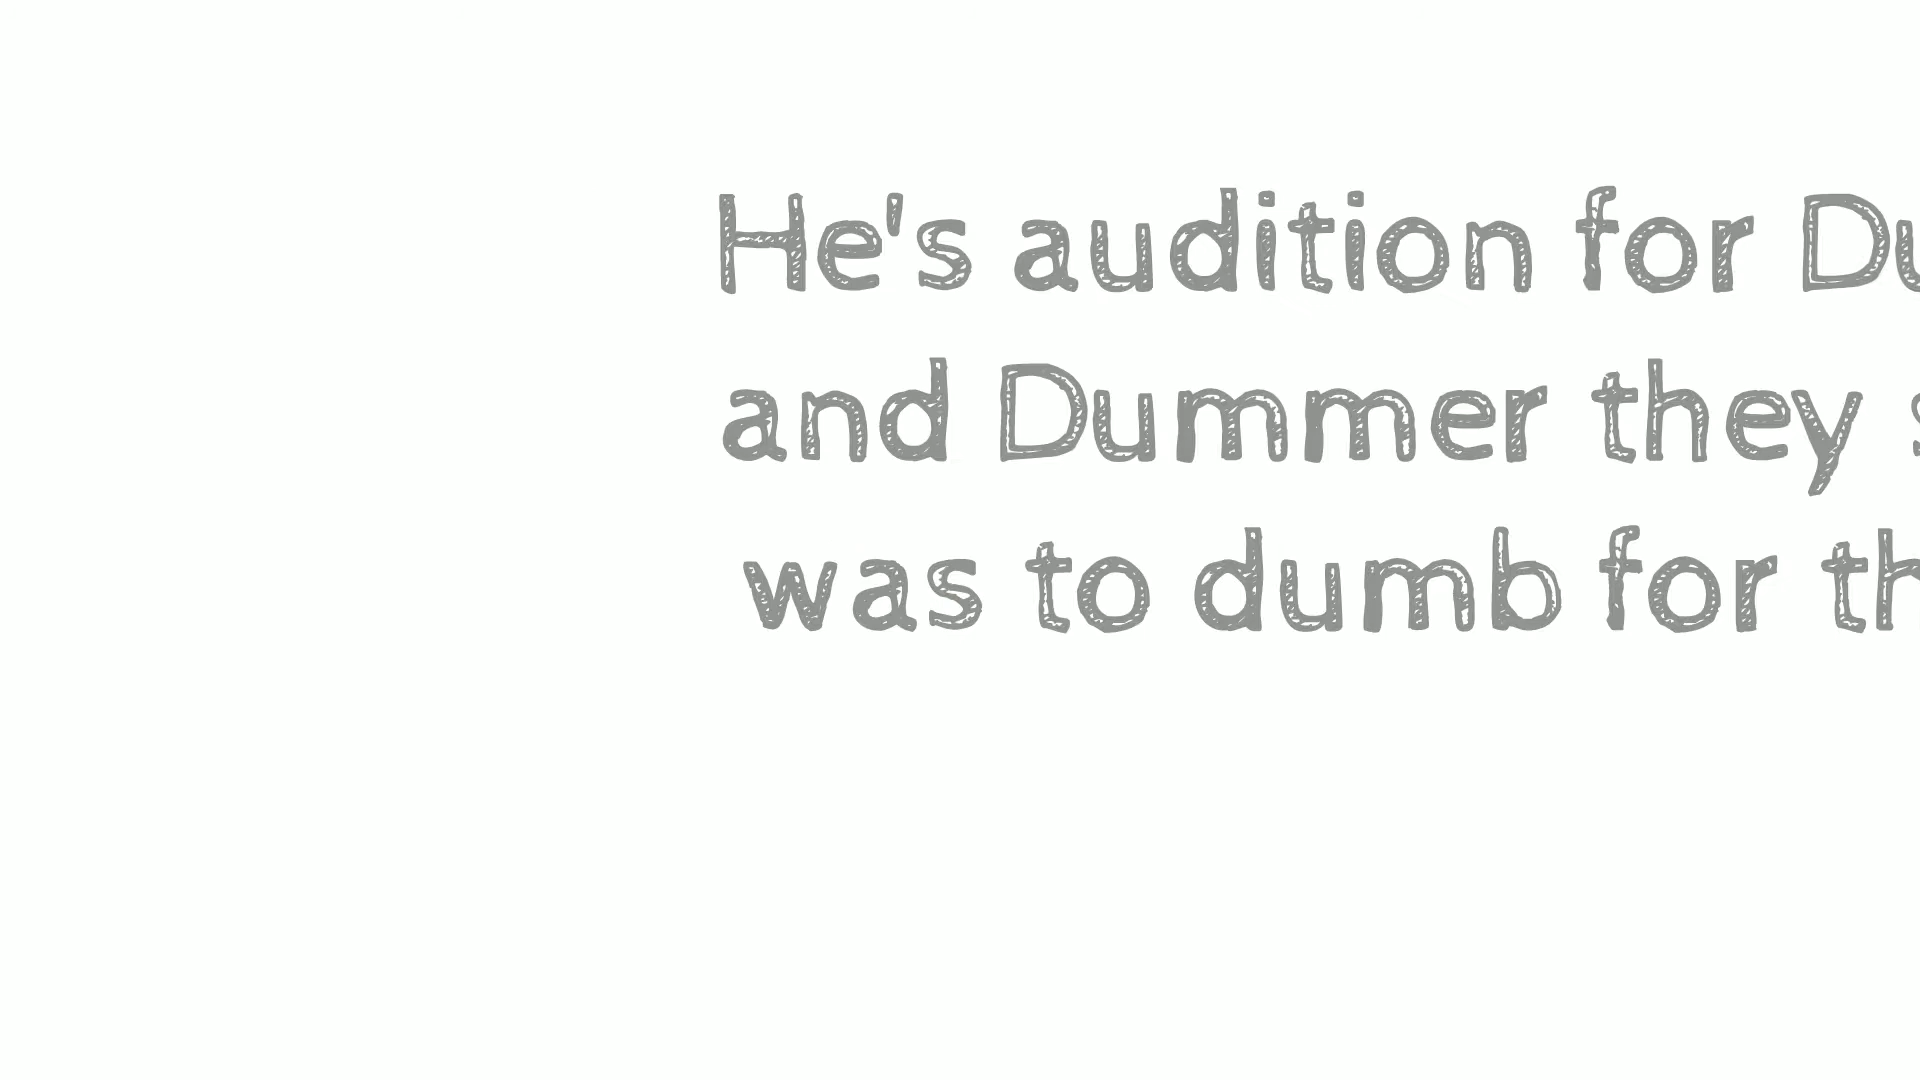 He's audition for Du
and Dummer they s
was to dumb for th